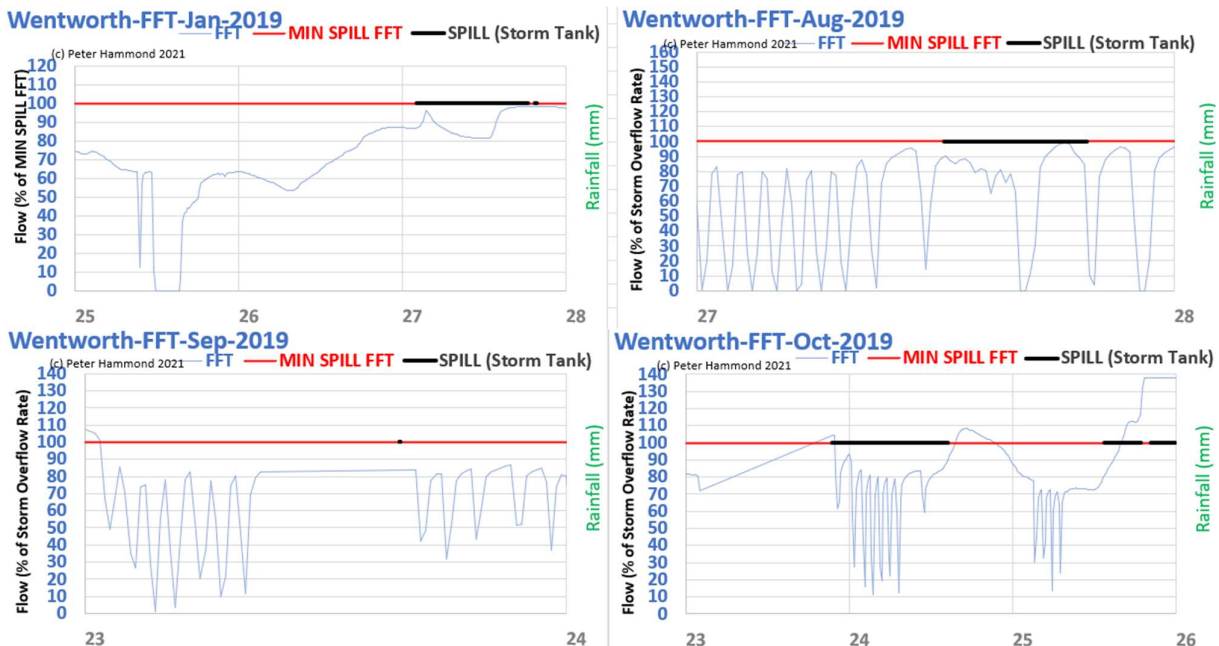 Wentworth-FFT-Jan-2019
FFT MIN SPILL FFT SPILL (Storm Tank)
(c) Peter Hammond 2021
Flow (% of MIN SPILL FFT)
120
110
100
90
80
70
60
50
40
30
20
10
0
25 26 27 28
Rainfall (mm)
Wentworth-FFT-Aug-2019
FFT MIN SPILL FFT SPILL (Storm Tank)
(c) Peter Hammond 2021
Flow (% of Storm Overflow Rate)
160
150
140
130
120
110
100
90
80
70
60
50
40
30
20
10
0
27 28
Rainfall (mm)
Wentworth-FFT-Sep-2019
FFT MIN SPILL FFT SPILL (Storm Tank)
(c) Peter Hammond 2021
Flow (% of Storm Overflow Rate)
140
130
120
110
100
90
80
70
60
50
40
30
20
10
0
23 24
Rainfall (mm)
Wentworth-FFT-Oct-2019
FFT MIN SPILL FFT SPILL (Storm Tank)
(c) Peter Hammond 2021
Flow (% of Storm Overflow Rate)
140
130
120
110
100
90
80
70
60
50
40
30
20
10
0
23 24 25 26
Rainfall (mm)